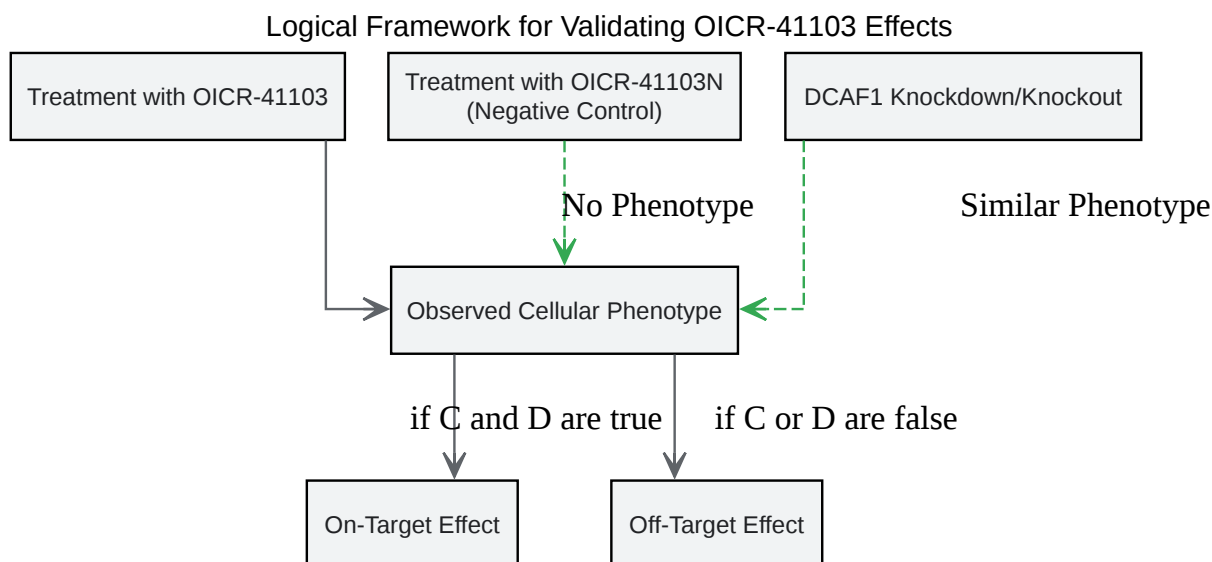 Logical Framework for Validating OICR-41103 Effects
Treatment with OICR-41103
Treatment with OICR-41103N
(Negative Control)
DCAF1 Knockdown/Knockout
No Phenotype
Similar Phenotype
Observed Cellular Phenotype
if C and D are true
if C or D are false
On-Target Effect
Off-Target Effect